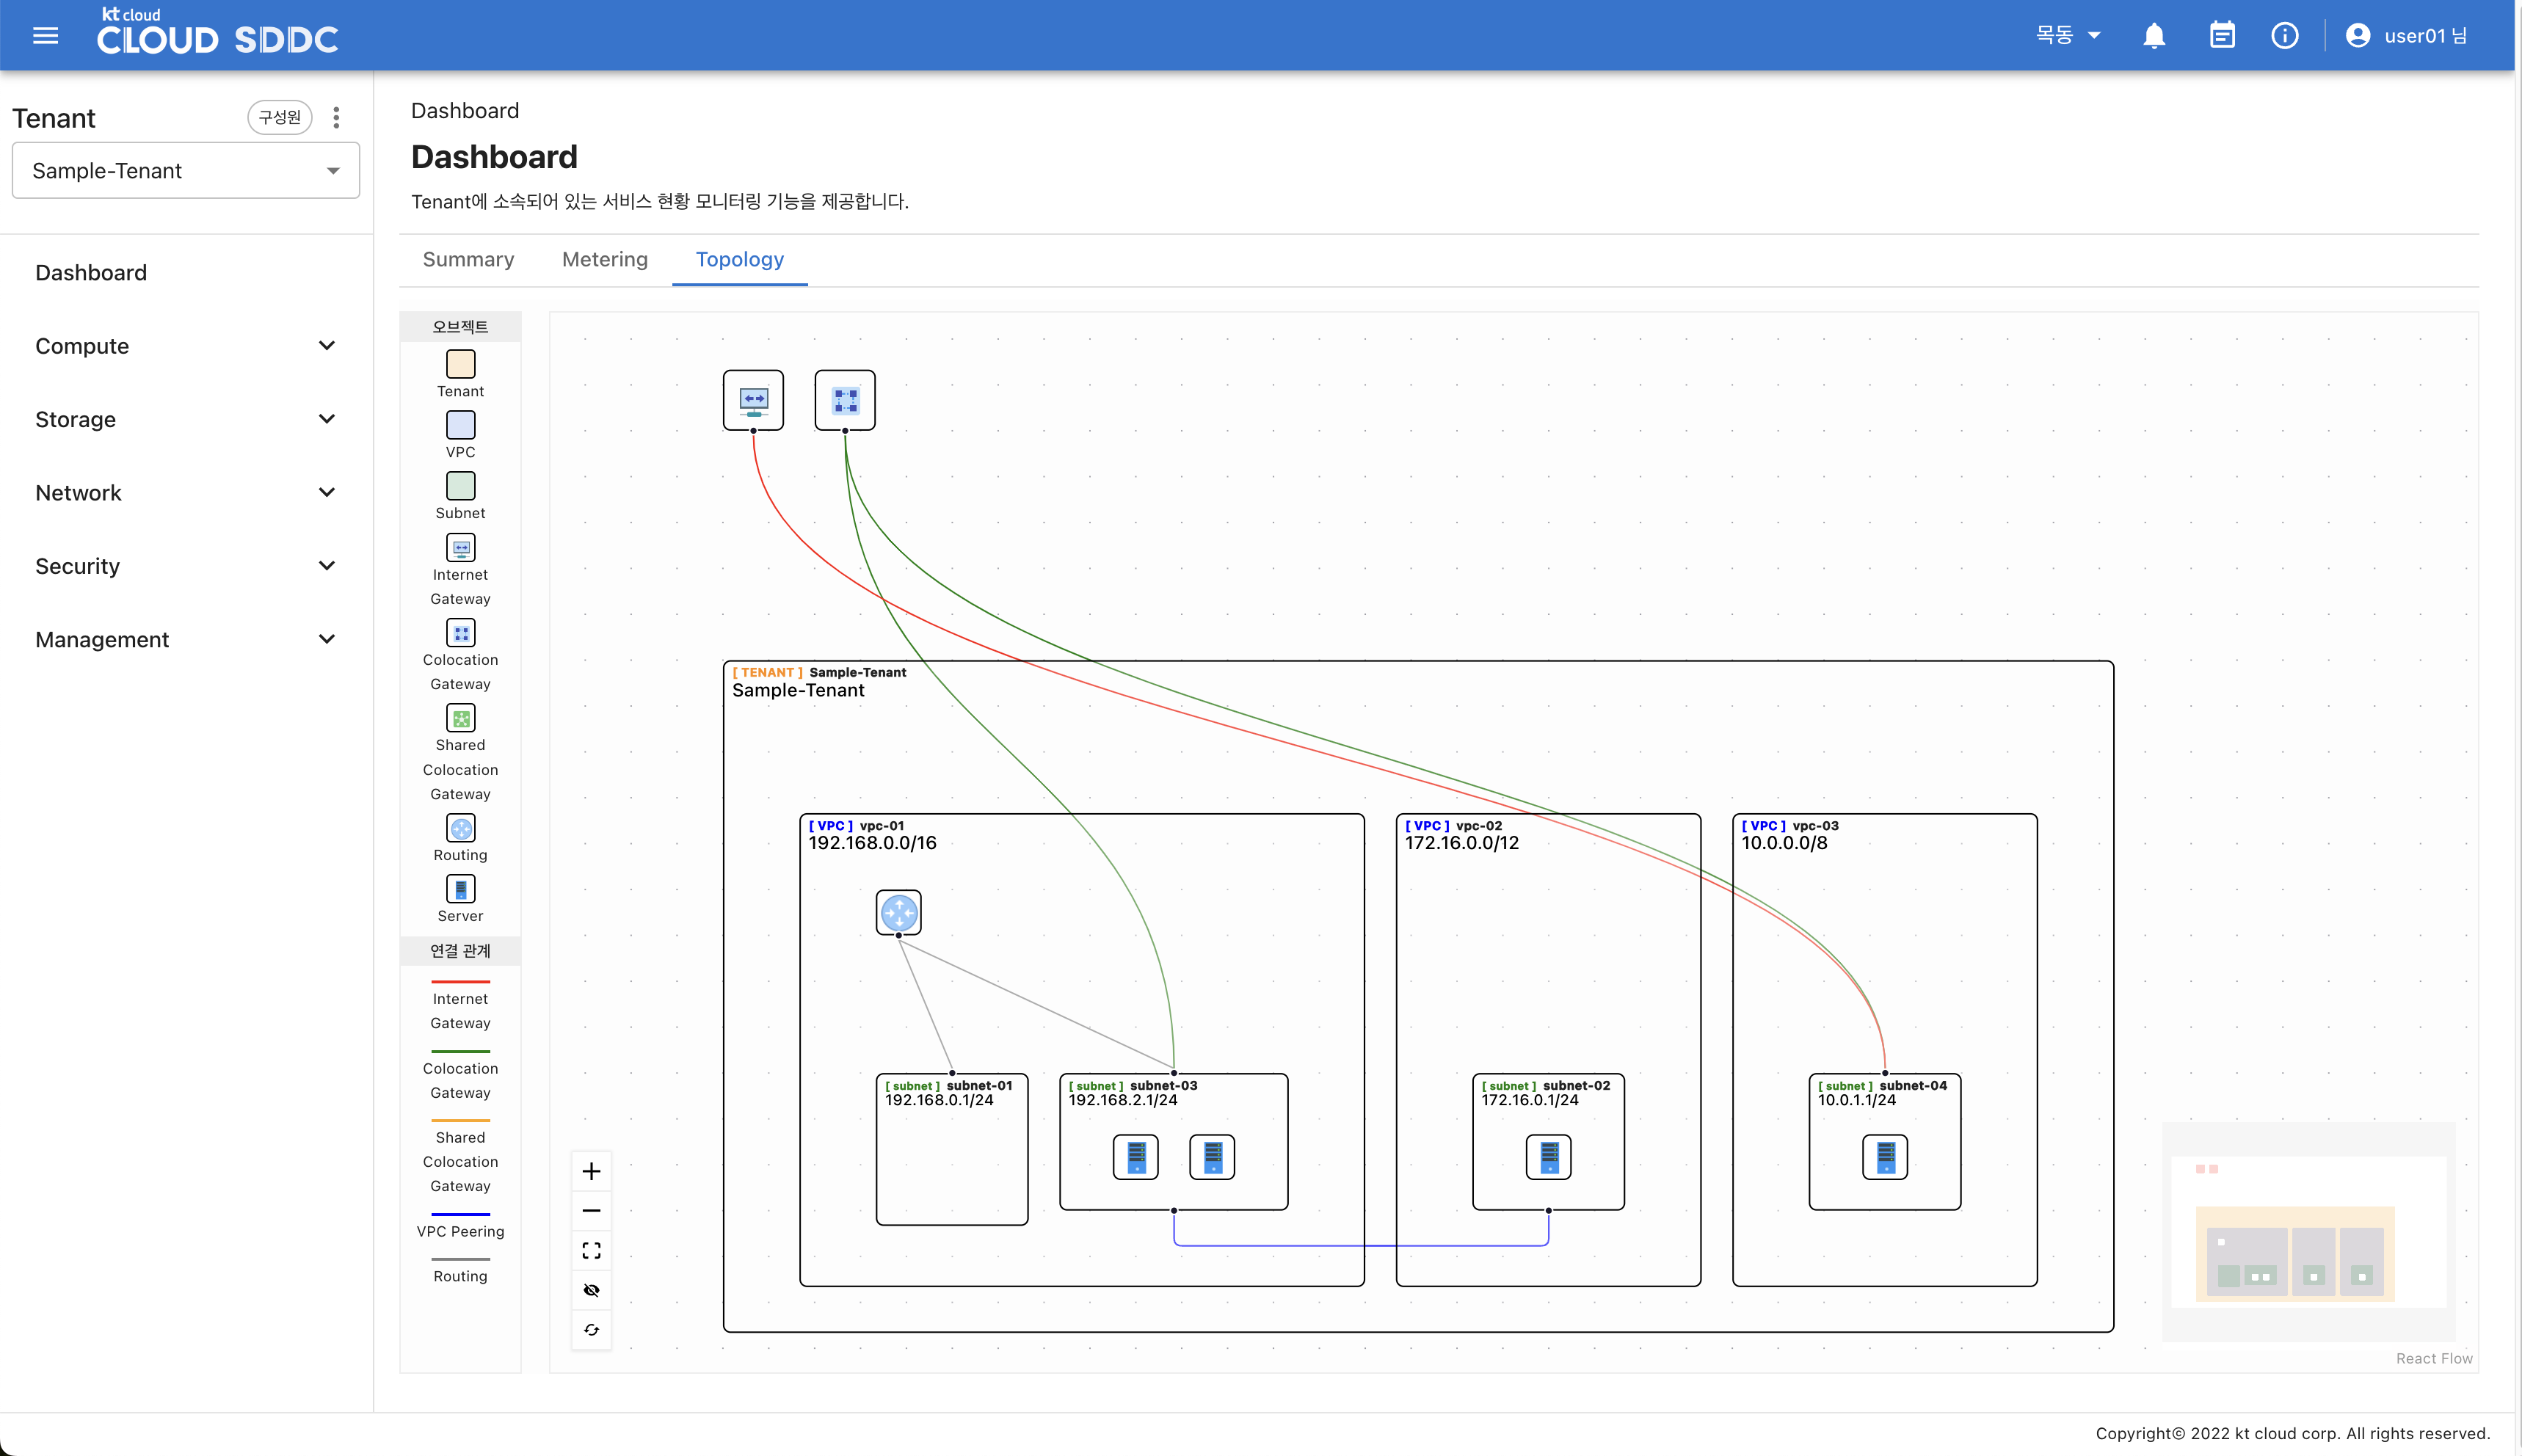 kt cloud
CLOUD SDDC
목동
user01 님
Tenant
구성원
Sample-Tenant
Dashboard
Compute
Storage
Network
Security
Management
Dashboard
Dashboard
Tenant에 소속되어 있는 서비스 현황 모니터링 기능을 제공합니다.
Summary
Metering
Topology
오브젝트
Tenant
VPC
Subnet
Internet
Gateway
Colocation
Gateway
Shared
Colocation
Gateway
Routing
Server
연결 관계
Internet
Gateway
Colocation
Gateway
Shared
Colocation
Gateway
VPC Peering
Routing
[ TENANT ] Sample-Tenant
Sample-Tenant
[ VPC ] vpc-01
192.168.0.0/16
[ VPC ] vpc-02
172.16.0.0/12
[ VPC ] vpc-03
10.0.0.0/8
[ subnet ] subnet-01
192.168.0.1/24
[ subnet ] subnet-03
192.168.2.1/24
[ subnet ] subnet-02
172.16.0.1/24
[ subnet ] subnet-04
10.0.1.1/24
React Flow
Copyright© 2022 kt cloud corp. All rights reserved.